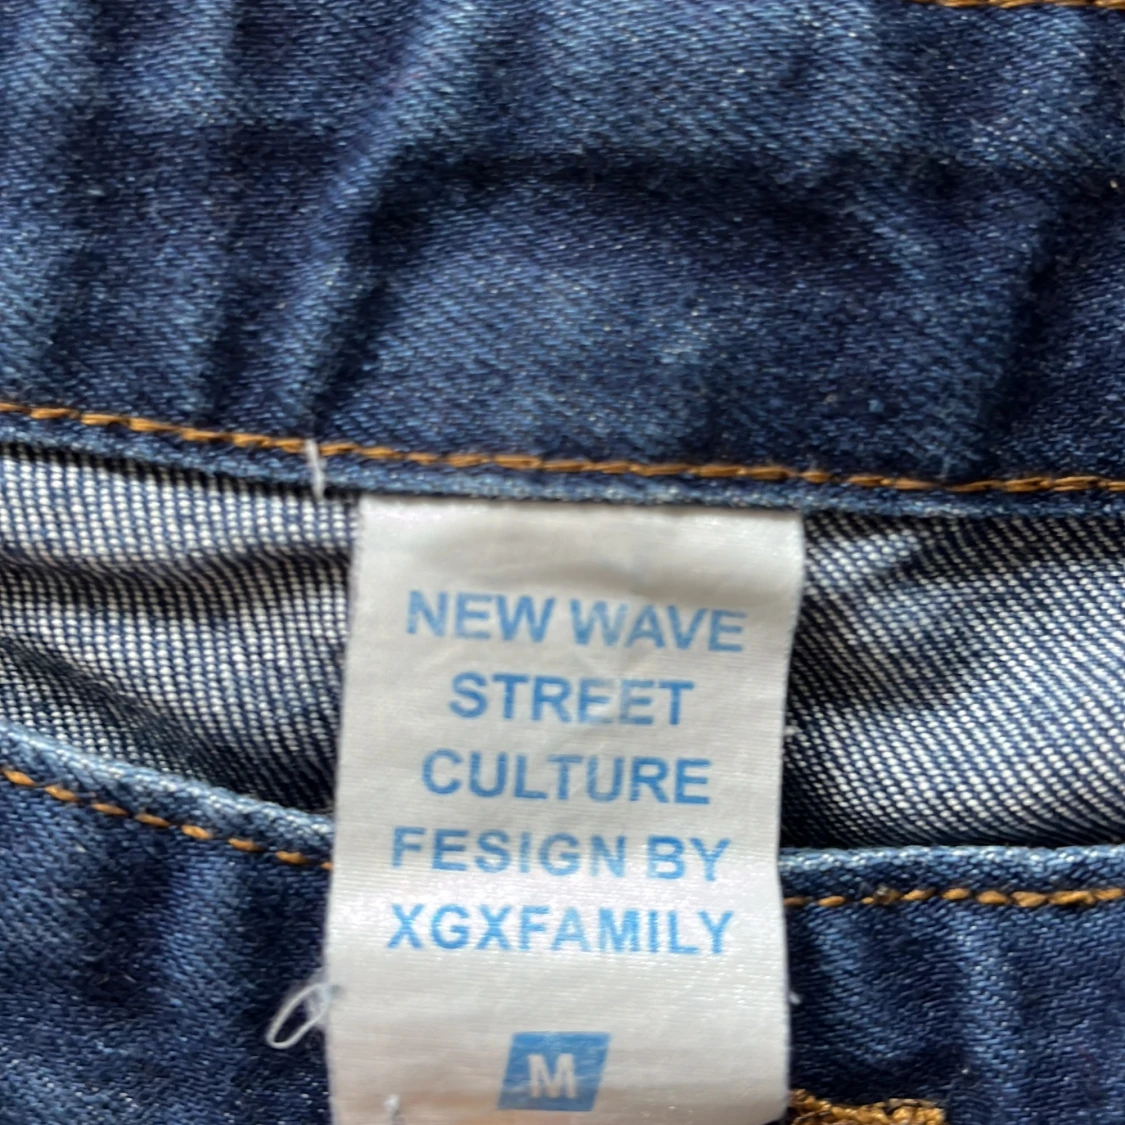 NEW WAVE
STREET
CULTURE
FESIGN BY
XGXFAMILY
M